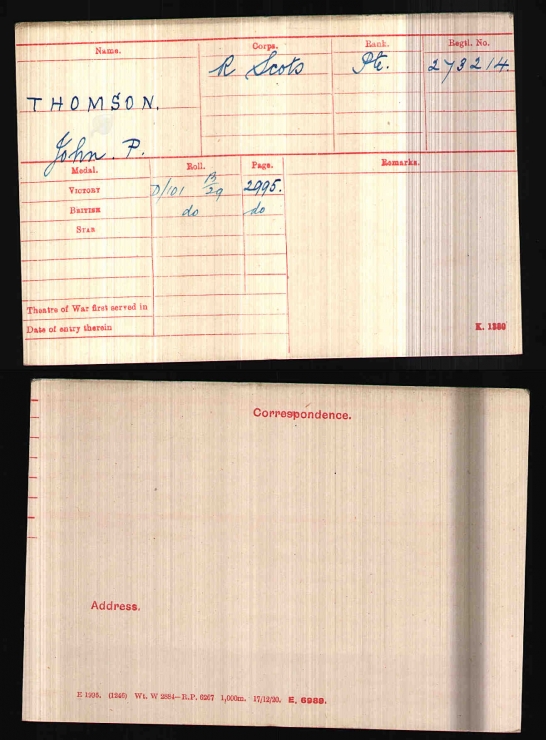 Name. Corps. Rank. Regtl. No.
R Scots Pte. 273214.
THOMSON.
John. P.
Medal. Roll. Page. Remarks.
VICTORY D/101 B/29 2995.
BRITISH do do
STAR
Theatre of War first served in
Date of entry therein
K. 1380
Correspondence.
Address.
E 1995. (1240) Wt. W 2884—R.P. 6267 1,000m. 17/12/20. E. 6989.